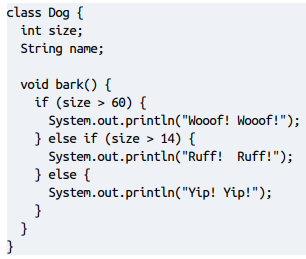 class Dog {
  int size;
  String name;

  void bark() {
    if (size > 60) {
      System.out.println("Wooof! Wooof!");
    } else if (size > 14) {
      System.out.println("Ruff!  Ruff!");
    } else {
      System.out.println("Yip! Yip!");
    }
  }
}